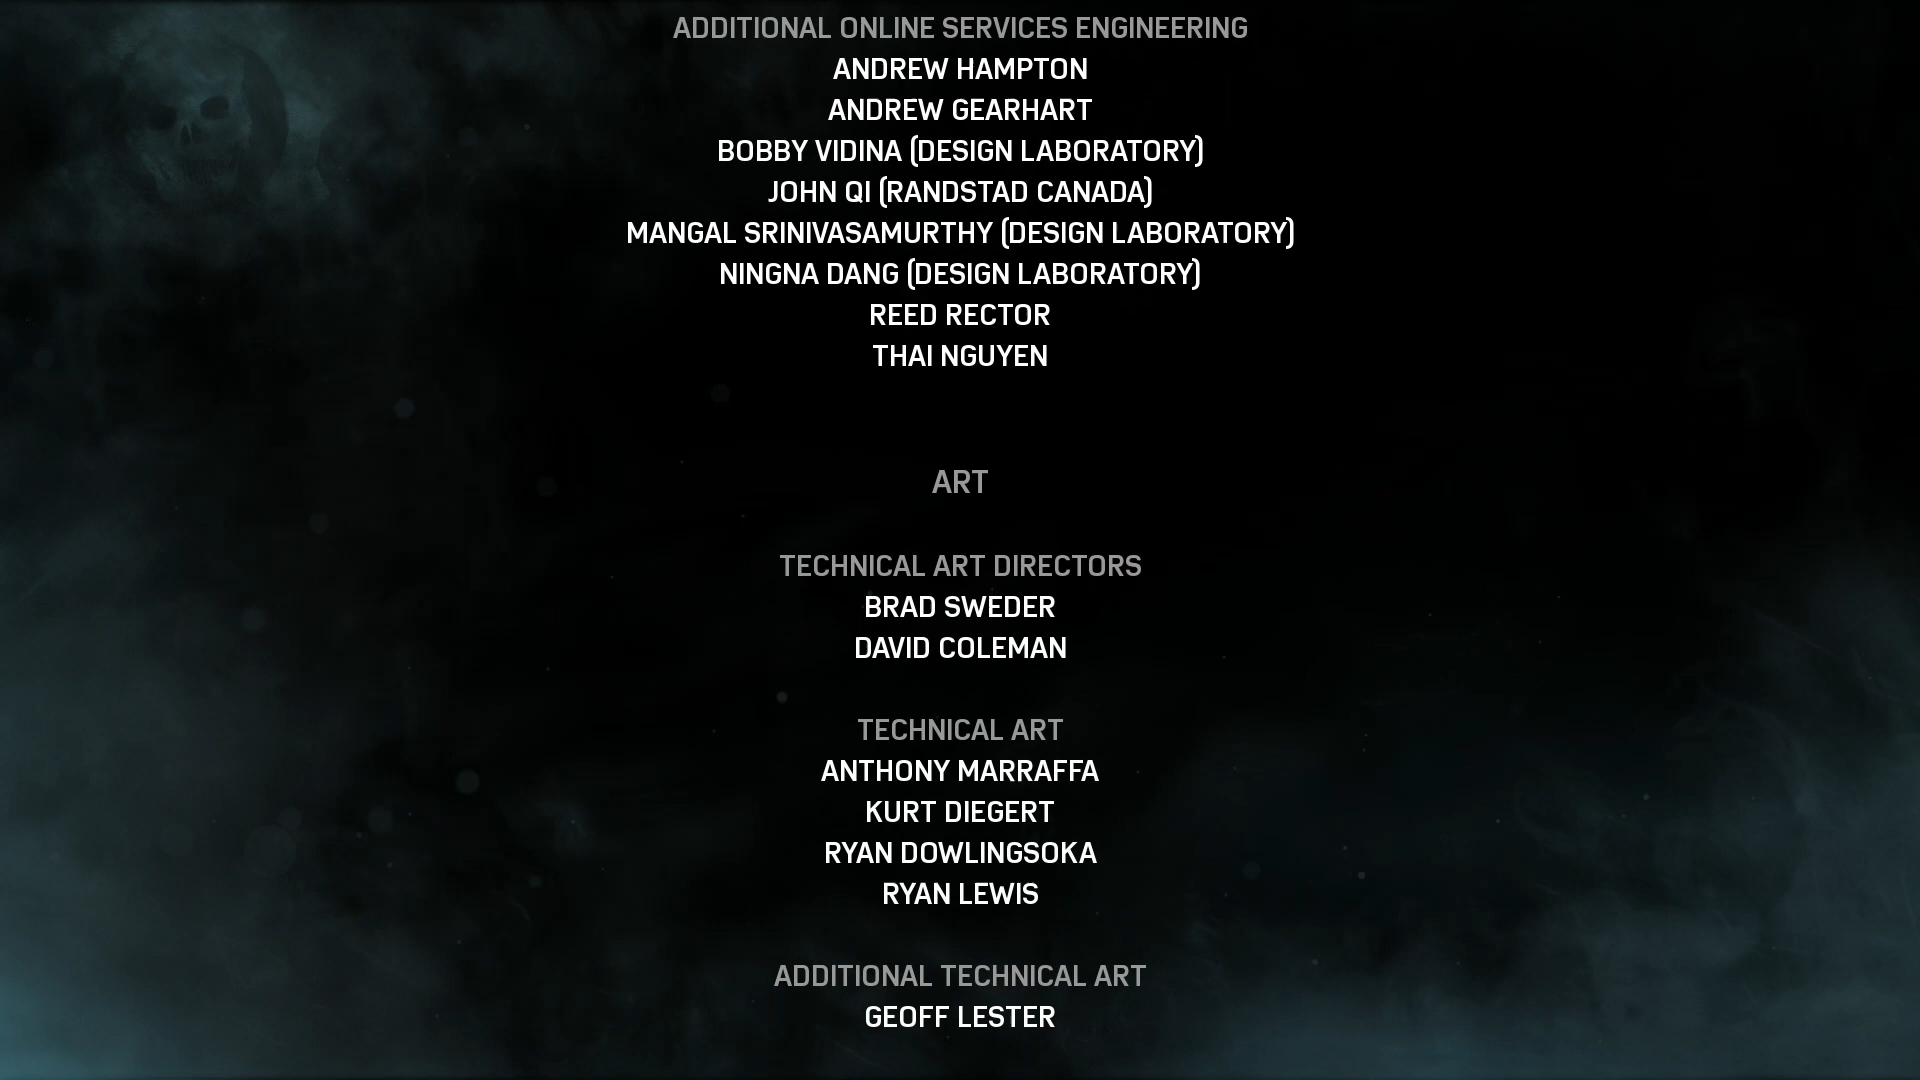 ADDITIONAL ONLINE SERVICES ENGINEERING
ANDREW HAMPTON
ANDREW GEARHART
BOBBY VIDINA (DESIGN LABORATORY)
JOHN QI (RANDSTAD CANADA)
MANGAL SRINIVASAMURTHY (DESIGN LABORATORY)
NINGNA DANG (DESIGN LABORATORY)
REED RECTOR
THAI NGUYEN
ART
TECHNICAL ART DIRECTORS
BRAD SWEDER
DAVID COLEMAN
TECHNICAL ART
ANTHONY MARRAFFA
KURT DIEGERT
RYAN DOWLINGSOKA
RYAN LEWIS
ADDITIONAL TECHNICAL ART
GEOFF LESTER